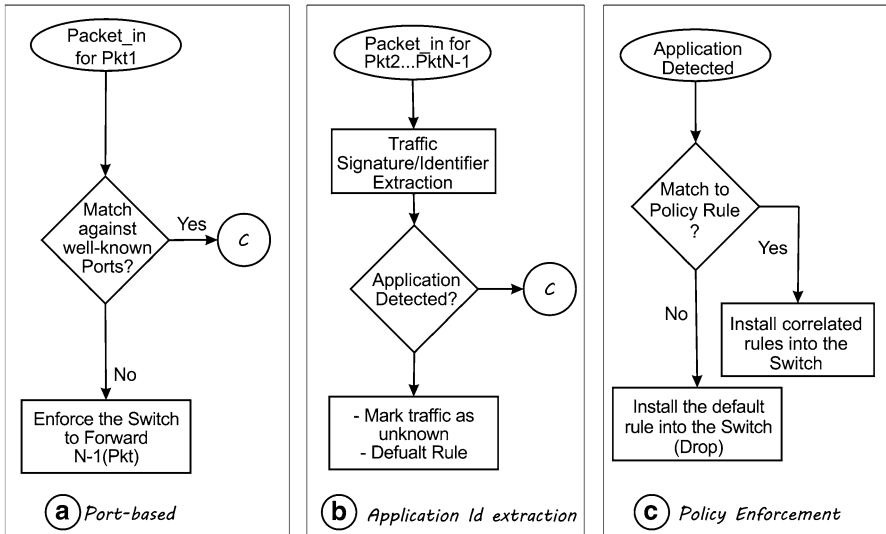 Packet_in
for Pkt1
Match
against
well-known
Ports?
Yes
C
No
Enforce the Switch
to Forward
N-1(Pkt)
a Port-based
Packet_in for
Pkt2...PktN-1
Traffic
Signature/Identifier
Extraction
Application
Detected?
C
- Mark traffic as
unknown
- Defualt Rule
b Application Id extraction
Application
Detected
Match to
Policy Rule
?
Yes
No
Install correlated
rules into the
Switch
Install the default
rule into the Switch
(Drop)
c Policy Enforcement